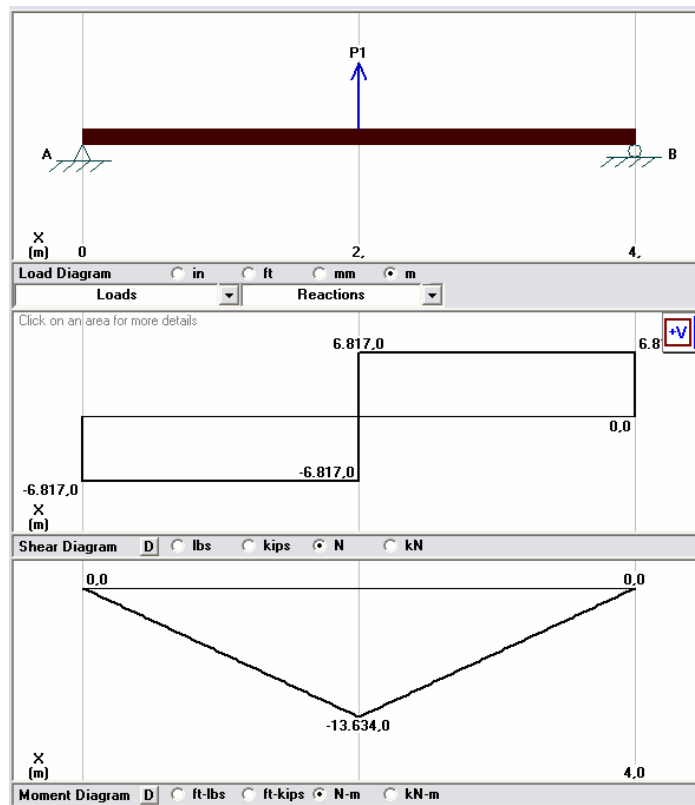 P1
A B
X
(m) 0 2, 4,
Load Diagram in ft mm m
Loads Reactions
Click on an area for more details
+V
6.817,0 6.8
0,0
-6.817,0
-6.817,0
X
(m)
Shear Diagram D lbs kips N kN
0,0 0,0
-13.634,0
X
(m) 4,0
Moment Diagram D ft-lbs ft-kips N-m kN-m